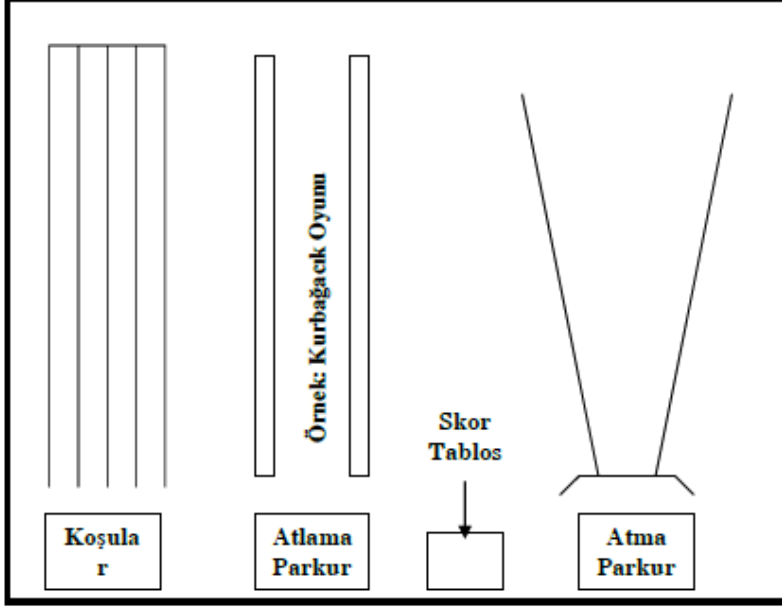 Örnek: Kurbağacık Oyunu
Skor
Tablos
Koşula
r
Atlama
Parkur
Atma
Parkur